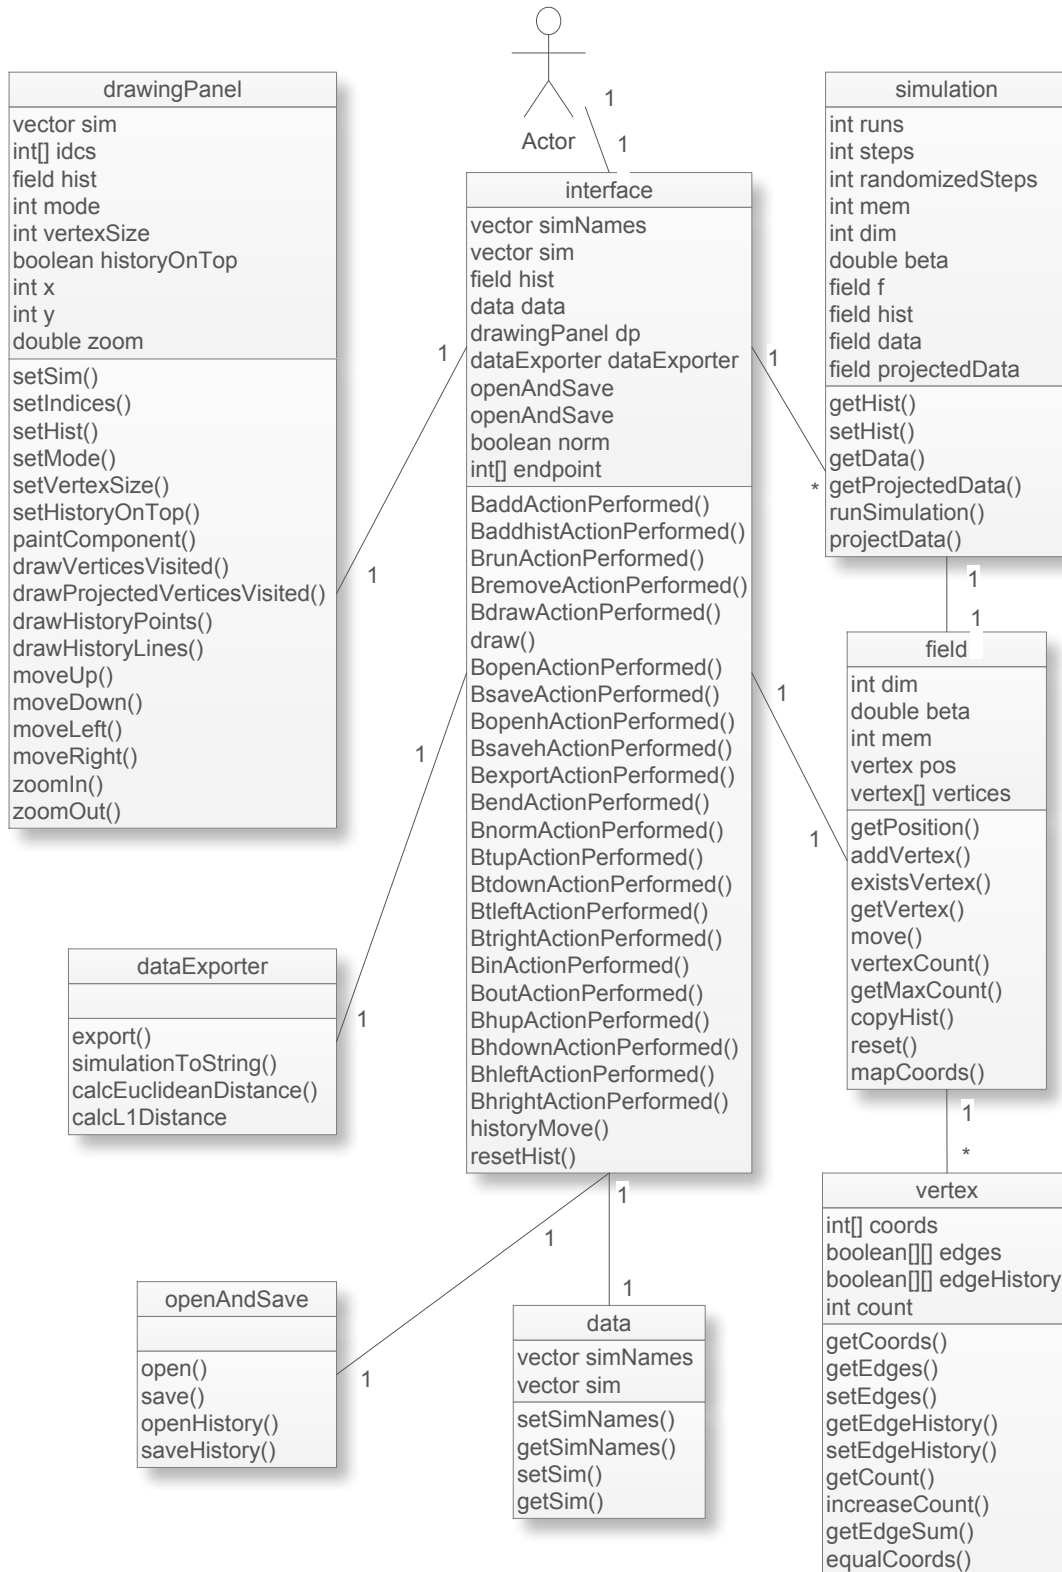 1
Actor
1
drawingPanel
vector sim
int[] idcs
field hist
int mode
int vertexSize
boolean historyOnTop
int x
int y
double zoom
setSim()
setIndices()
setHist()
setMode()
setVertexSize()
setHistoryOnTop()
paintComponent()
drawVerticesVisited()
drawProjectedVerticesVisited()
drawHistoryPoints()
drawHistoryLines()
moveUp()
moveDown()
moveLeft()
moveRight()
zoomIn()
zoomOut()
1
1
interface
vector simNames
vector sim
field hist
data data
drawingPanel dp
dataExporter dataExporter
openAndSave
openAndSave
boolean norm
int[] endpoint
BaddActionPerformed()
BaddhistActionPerformed()
BrunActionPerformed()
BremoveActionPerformed()
BdrawActionPerformed()
draw()
BopenActionPerformed()
BsaveActionPerformed()
BopenhActionPerformed()
BsavehActionPerformed()
BexportActionPerformed()
BendActionPerformed()
BnormActionPerformed()
BtupActionPerformed()
BtdownActionPerformed()
BtleftActionPerformed()
BtrightActionPerformed()
BinActionPerformed()
BoutActionPerformed()
BhupActionPerformed()
BhdownActionPerformed()
BhleftActionPerformed()
BhrightActionPerformed()
historyMove()
resetHist()
1
*
simulation
int runs
int steps
int randomizedSteps
int mem
int dim
double beta
field f
field hist
field data
field projectedData
getHist()
setHist()
getData()
getProjectedData()
runSimulation()
projectData()
1
1
1
1
field
int dim
double beta
int mem
vertex pos
vertex[] vertices
getPosition()
addVertex()
existsVertex()
getVertex()
move()
vertexCount()
getMaxCount()
copyHist()
reset()
mapCoords()
1
*
1
1
dataExporter
export()
simulationToString()
calcEuclideanDistance()
calcL1Distance
1
1
openAndSave
open()
save()
openHistory()
saveHistory()
1
1
data
vector simNames
vector sim
setSimNames()
getSimNames()
setSim()
getSim()
vertex
int[] coords
boolean[][] edges
boolean[][] edgeHistory
int count
getCoords()
getEdges()
setEdges()
getEdgeHistory()
setEdgeHistory()
getCount()
increaseCount()
getEdgeSum()
equalCoords()